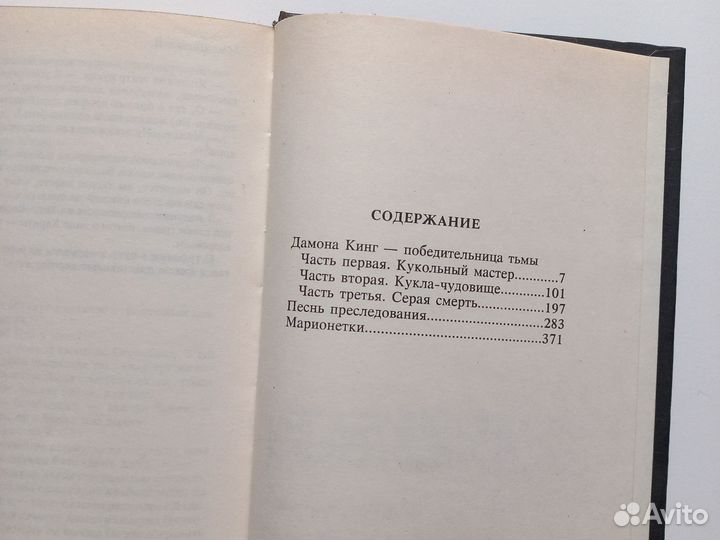 СОДЕРЖАНИЕ
Дамона Кинг — победительница тьмы
Часть первая. Кукольный мастер............7
Часть вторая. Кукла-чудовище...........101
Часть третья. Серая смерть.................197
Песнь преследования..............................283
Марионетки.............................................371
Avito